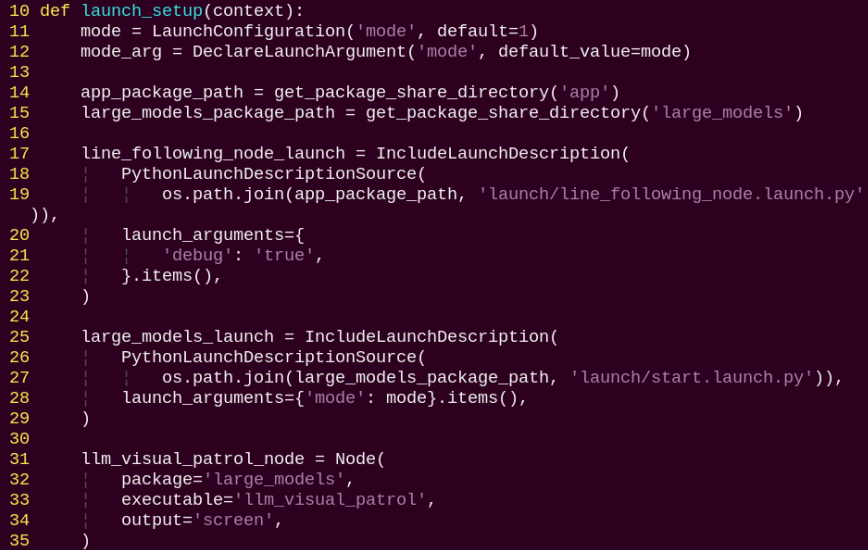 10 def launch_setup(context):
11     mode = LaunchConfiguration('mode', default=1)
12     mode_arg = DeclareLaunchArgument('mode', default_value=mode)
13
14     app_package_path = get_package_share_directory('app')
15     large_models_package_path = get_package_share_directory('large_models')
16
17     line_following_node_launch = IncludeLaunchDescription(
18         PythonLaunchDescriptionSource(
19             os.path.join(app_package_path, 'launch/line_following_node.launch.py'
)),
20         launch_arguments={
21             'debug': 'true',
22         }.items(),
23     )
24
25     large_models_launch = IncludeLaunchDescription(
26         PythonLaunchDescriptionSource(
27             os.path.join(large_models_package_path, 'launch/start.launch.py')),
28         launch_arguments={'mode': mode}.items(),
29     )
30
31     llm_visual_patrol_node = Node(
32         package='large_models',
33         executable='llm_visual_patrol',
34         output='screen',
35     )